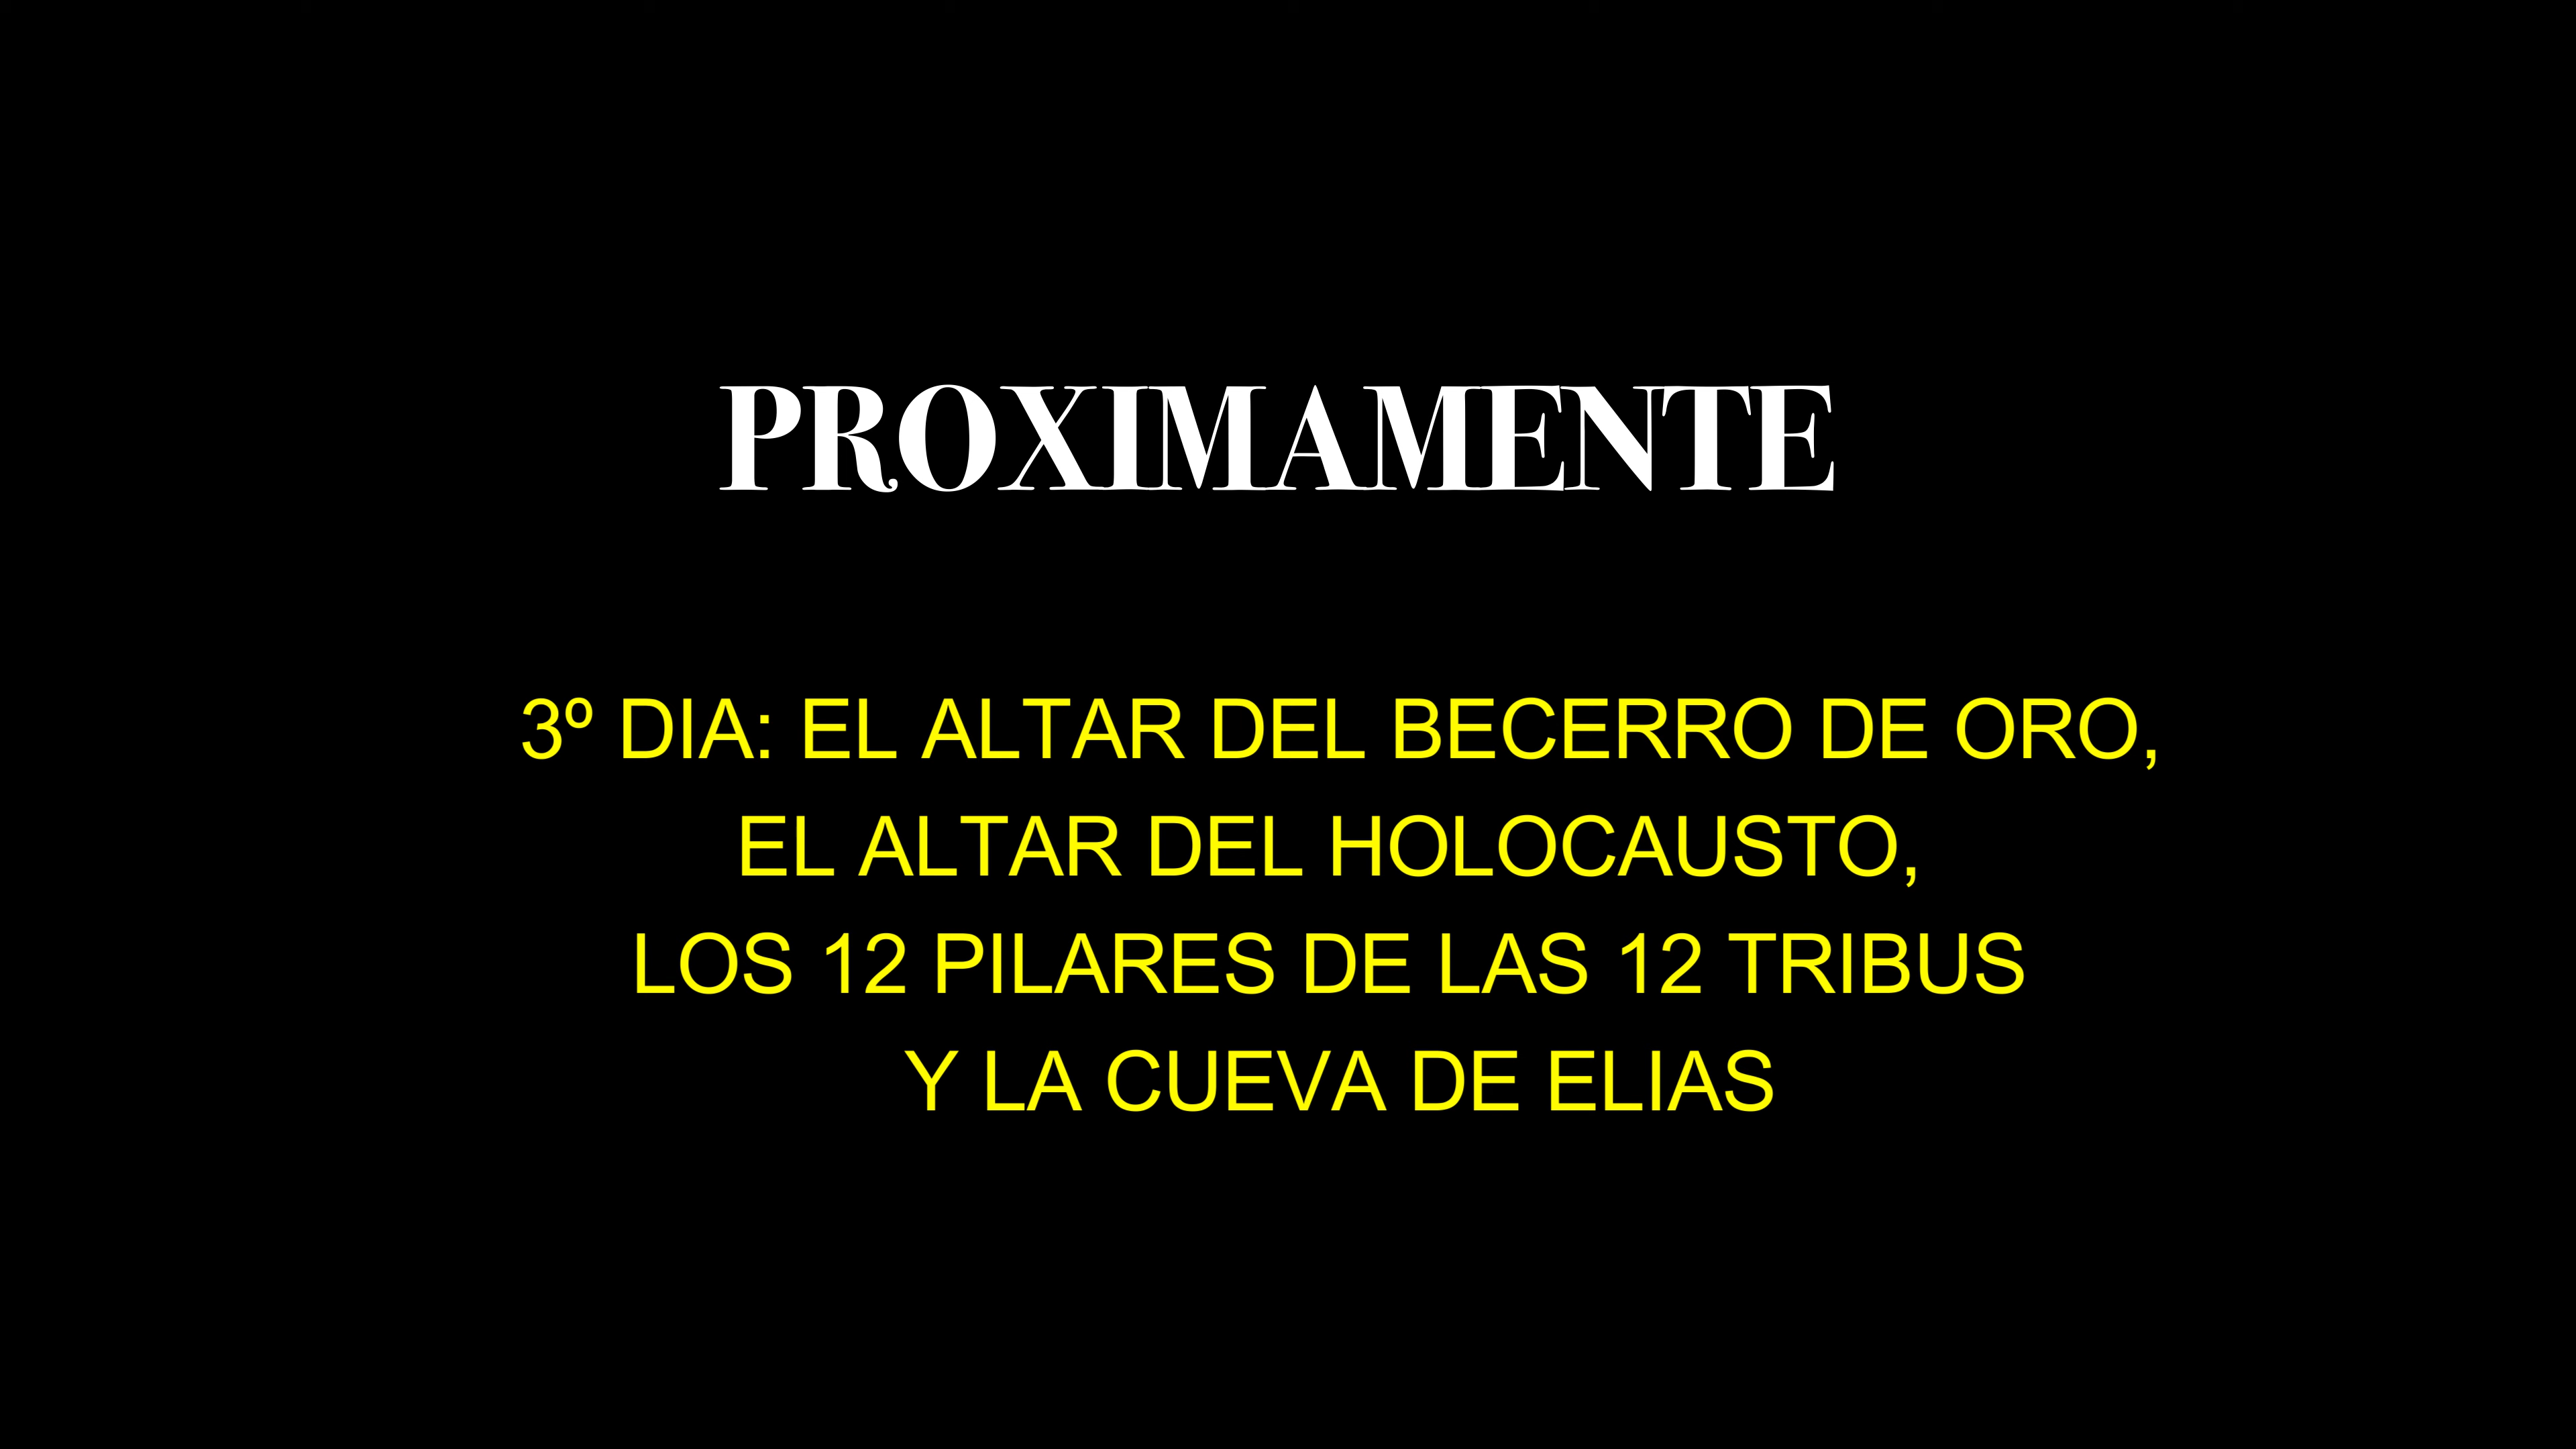 PROXIMAMENTE
3º DIA: EL ALTAR DEL BECERRO DE ORO,
EL ALTAR DEL HOLOCAUSTO,
LOS 12 PILARES DE LAS 12 TRIBUS
Y LA CUEVA DE ELIAS